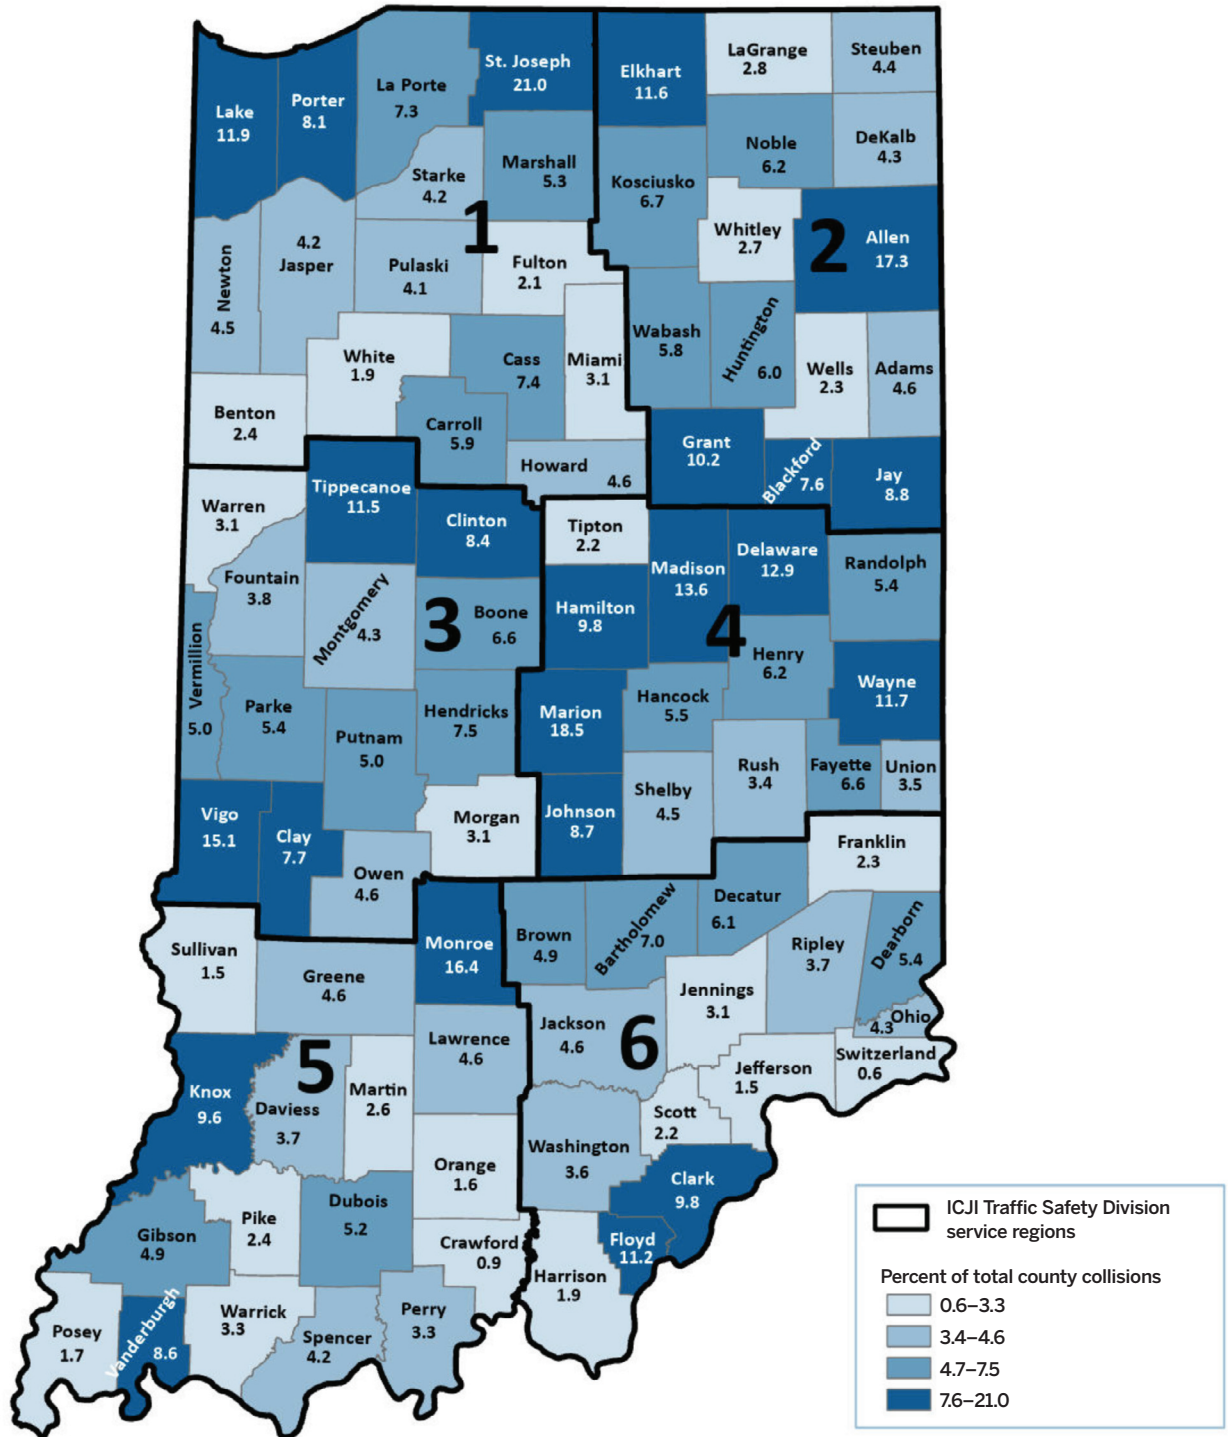 LaGrange
2.8
Steuben
4.4
St. Joseph
21.0
Elkhart
11.6
La Porte
7.3
Porter
8.1
Lake
11.9
Noble
6.2
DeKalb
4.3
Marshall
5.3
Starke
4.2
Kosciusko
6.7
1
Whitley
2.7
2
Allen
17.3
Newton
4.5
4.2
Jasper
Pulaski
4.1
Fulton
2.1
Wabash
5.8
Huntington
6.0
Wells
2.3
Adams
4.6
White
1.9
Cass
7.4
Miami
3.1
Benton
2.4
Carroll
5.9
Howard
4.6
Grant
10.2
Blackford
7.6
Jay
8.8
Warren
3.1
Tippecanoe
11.5
Clinton
8.4
Tipton
2.2
Madison
13.6
Delaware
12.9
Randolph
5.4
Fountain
3.8
Montgomery
4.3
3
Boone
6.6
Hamilton
9.8
4
Henry
6.2
Wayne
11.7
Vermillion
5.0
Parke
5.4
Putnam
5.0
Hendricks
7.5
Marion
18.5
Hancock
5.5
Rush
3.4
Fayette
6.6
Union
3.5
Shelby
4.5
Johnson
8.7
Morgan
3.1
Vigo
15.1
Clay
7.7
Owen
4.6
Franklin
2.3
Decatur
6.1
Bartholomew
7.0
Brown
4.9
Monroe
16.4
Sullivan
1.5
Greene
4.6
Ripley
3.7
Dearborn
5.4
Jennings
3.1
Jackson
4.6
6
4.3
Ohio
Switzerland
0.6
Jefferson
1.5
Lawrence
4.6
5
Knox
9.6
Daviess
3.7
Martin
2.6
Scott
2.2
Washington
3.6
Orange
1.6
Clark
9.8
Dubois
5.2
Pike
2.4
Gibson
4.9
Crawford
0.9
Floyd
11.2
Harrison
1.9
Perry
3.3
Spencer
4.2
Warrick
3.3
Vanderburgh
8.6
Posey
1.7
ICJI Traffic Safety Division
service regions
Percent of total county collisions
0.6–3.3
3.4–4.6
4.7–7.5
7.6–21.0